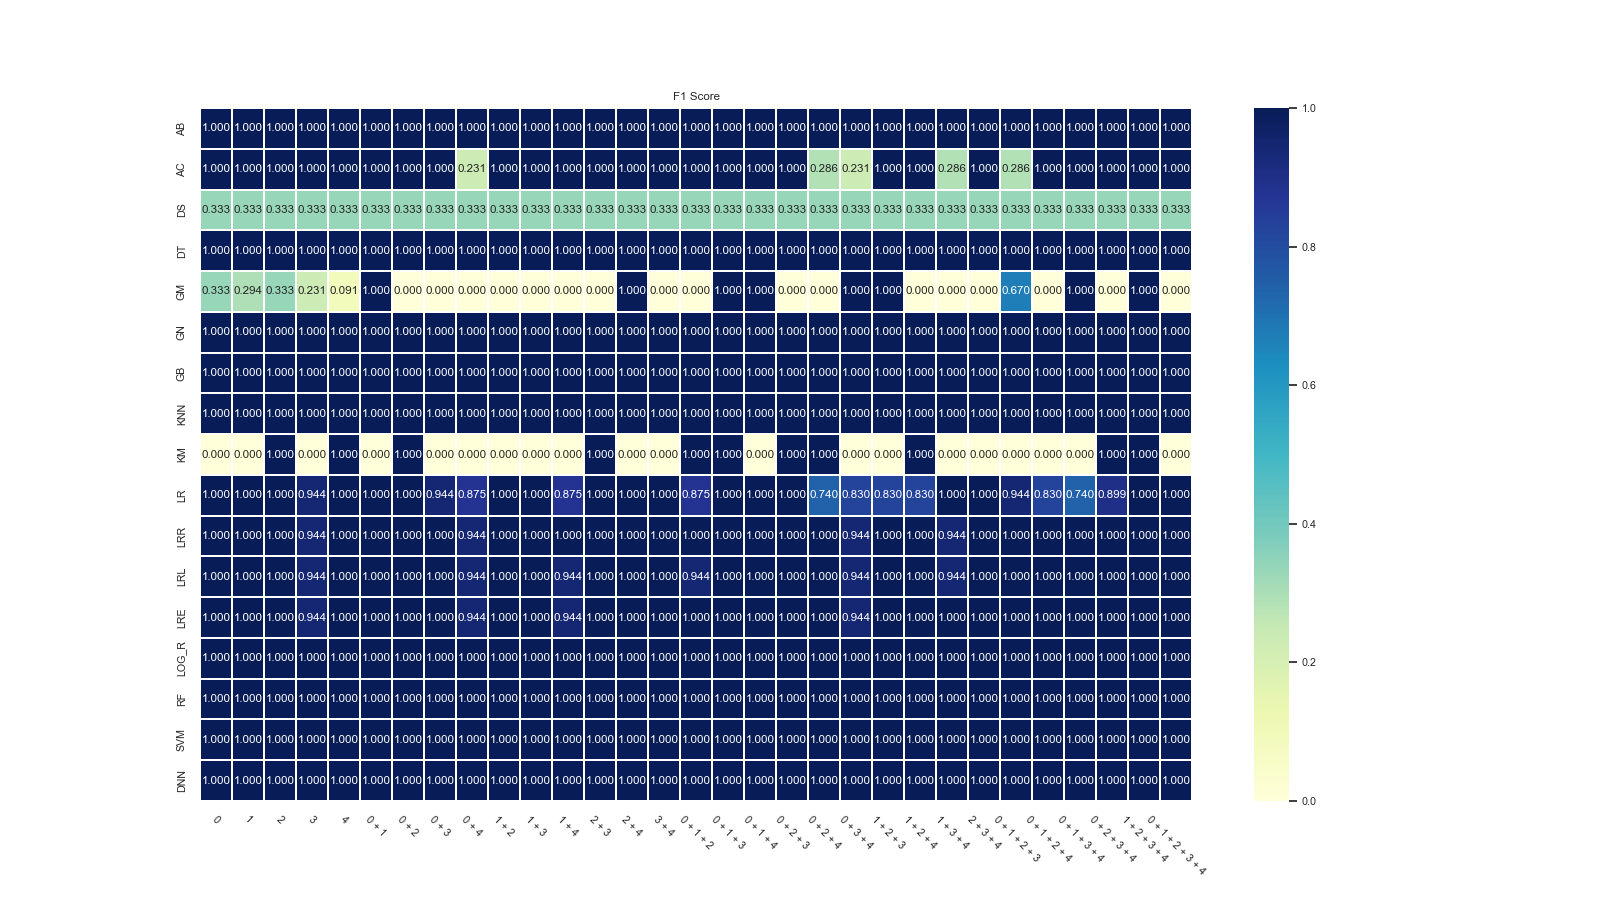 F1 Score
AB 1.000 1.000 1.000 1.000 1.000 1.000 1.000 1.000 1.000 1.000 1.000 1.000 1.000 1.000 1.000 1.000 1.000 1.000 1.000 1.000 1.000 1.000 1.000 1.000 1.000 1.000 1.000 1.000 1.000 1.000 1.000
AC 1.000 1.000 1.000 1.000 1.000 1.000 1.000 1.000 0.231 1.000 1.000 1.000 1.000 1.000 1.000 1.000 1.000 1.000 1.000 0.286 0.231 1.000 1.000 0.286 1.000 0.286 1.000 1.000 1.000 1.000 1.000
DS 0.333 0.333 0.333 0.333 0.333 0.333 0.333 0.333 0.333 0.333 0.333 0.333 0.333 0.333 0.333 0.333 0.333 0.333 0.333 0.333 0.333 0.333 0.333 0.333 0.333 0.333 0.333 0.333 0.333 0.333 0.333
DT 1.000 1.000 1.000 1.000 1.000 1.000 1.000 1.000 1.000 1.000 1.000 1.000 1.000 1.000 1.000 1.000 1.000 1.000 1.000 1.000 1.000 1.000 1.000 1.000 1.000 1.000 1.000 1.000 1.000 1.000 1.000
GM 0.333 0.294 0.333 0.231 0.091 1.000 0.000 0.000 0.000 0.000 0.000 0.000 0.000 1.000 0.000 0.000 1.000 1.000 0.000 0.000 1.000 1.000 0.000 0.000 0.000 0.670 0.000 1.000 0.000 1.000 0.000
GN 1.000 1.000 1.000 1.000 1.000 1.000 1.000 1.000 1.000 1.000 1.000 1.000 1.000 1.000 1.000 1.000 1.000 1.000 1.000 1.000 1.000 1.000 1.000 1.000 1.000 1.000 1.000 1.000 1.000 1.000 1.000
GB 1.000 1.000 1.000 1.000 1.000 1.000 1.000 1.000 1.000 1.000 1.000 1.000 1.000 1.000 1.000 1.000 1.000 1.000 1.000 1.000 1.000 1.000 1.000 1.000 1.000 1.000 1.000 1.000 1.000 1.000 1.000
KNN 1.000 1.000 1.000 1.000 1.000 1.000 1.000 1.000 1.000 1.000 1.000 1.000 1.000 1.000 1.000 1.000 1.000 1.000 1.000 1.000 1.000 1.000 1.000 1.000 1.000 1.000 1.000 1.000 1.000 1.000 1.000
KM 0.000 0.000 1.000 0.000 1.000 0.000 1.000 0.000 0.000 0.000 0.000 0.000 1.000 0.000 0.000 1.000 1.000 0.000 1.000 1.000 0.000 0.000 1.000 0.000 0.000 0.000 0.000 0.000 1.000 1.000 0.000
LR 1.000 1.000 1.000 0.944 1.000 1.000 1.000 0.944 0.875 1.000 1.000 0.875 1.000 1.000 1.000 0.875 1.000 1.000 1.000 0.740 0.830 0.830 0.830 1.000 1.000 0.944 0.830 0.740 0.899 1.000 1.000
LRR 1.000 1.000 1.000 0.944 1.000 1.000 1.000 1.000 0.944 1.000 1.000 1.000 1.000 1.000 1.000 1.000 1.000 1.000 1.000 1.000 0.944 1.000 1.000 0.944 1.000 1.000 1.000 1.000 1.000 1.000 1.000
LRL 1.000 1.000 1.000 0.944 1.000 1.000 1.000 1.000 0.944 1.000 1.000 0.944 1.000 1.000 1.000 0.944 1.000 1.000 1.000 1.000 0.944 1.000 1.000 0.944 1.000 1.000 1.000 1.000 1.000 1.000 1.000
LRE 1.000 1.000 1.000 0.944 1.000 1.000 1.000 1.000 0.944 1.000 1.000 0.944 1.000 1.000 1.000 1.000 1.000 1.000 1.000 1.000 0.944 1.000 1.000 1.000 1.000 1.000 1.000 1.000 1.000 1.000 1.000
LOG_R 1.000 1.000 1.000 1.000 1.000 1.000 1.000 1.000 1.000 1.000 1.000 1.000 1.000 1.000 1.000 1.000 1.000 1.000 1.000 1.000 1.000 1.000 1.000 1.000 1.000 1.000 1.000 1.000 1.000 1.000 1.000
RF 1.000 1.000 1.000 1.000 1.000 1.000 1.000 1.000 1.000 1.000 1.000 1.000 1.000 1.000 1.000 1.000 1.000 1.000 1.000 1.000 1.000 1.000 1.000 1.000 1.000 1.000 1.000 1.000 1.000 1.000 1.000
SVM 1.000 1.000 1.000 1.000 1.000 1.000 1.000 1.000 1.000 1.000 1.000 1.000 1.000 1.000 1.000 1.000 1.000 1.000 1.000 1.000 1.000 1.000 1.000 1.000 1.000 1.000 1.000 1.000 1.000 1.000 1.000
DNN 1.000 1.000 1.000 1.000 1.000 1.000 1.000 1.000 1.000 1.000 1.000 1.000 1.000 1.000 1.000 1.000 1.000 1.000 1.000 1.000 1.000 1.000 1.000 1.000 1.000 1.000 1.000 1.000 1.000 1.000 1.000
0
1
2
3
4
0 + 1
0 + 2
0 + 3
0 + 4
1 + 2
1 + 3
1 + 4
2 + 3
2 + 4
3 + 4
0 + 1 + 2
0 + 1 + 3
0 + 1 + 4
0 + 2 + 3
0 + 2 + 4
0 + 3 + 4
1 + 2 + 3
1 + 2 + 4
1 + 3 + 4
2 + 3 + 4
0 + 1 + 2 + 3
0 + 1 + 2 + 4
0 + 1 + 3 + 4
0 + 2 + 3 + 4
1 + 2 + 3 + 4
0 + 1 + 2 + 3 + 4
1.0
0.8
0.6
0.4
0.2
0.0